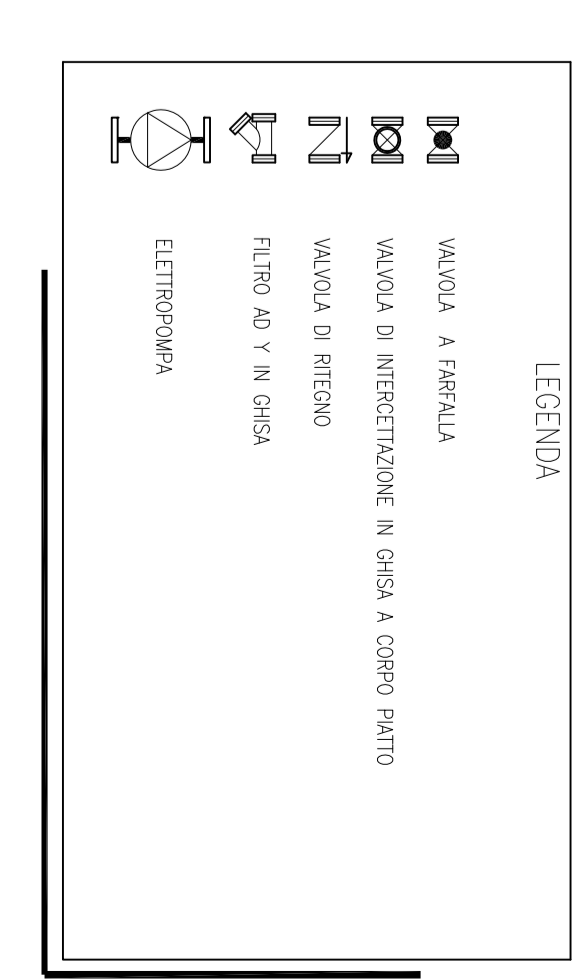 LEGENDA
VALVOLA A FARFALLA
VALVOLA DI INTERCETTAZIONE IN GHISA A CORPO PIATTO
VALVOLA DI RITEGNO
FILTRO AD Y IN GHISA
ELETTROPOMPA